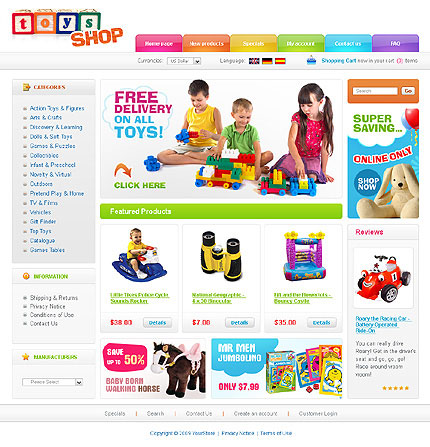 toys
SHOP
Home page
New products
Specials
My account
Contact us
FAQ
Currencies:
US Dollar
Language:
Shopping Cart now in your cart (0) items
CATEGORIES
Action Toys & Figures
Arts & Crafts
Discovery & Learning
Dolls & Soft Toys
Games & Puzzles
Collectables
Infant & Preschool
Novelty & Virtual
Outdoors
Pretend Play & Home
TV & Films
Vehicles
Gift Finder
Top Toys
Catalogue
Games Tables
FREE
DELIVERY
ON ALL
TOYS!
CLICK HERE
Search
Go
SUPER
SAVING...
ONLINE ONLY
SHOP
NOW
Featured Products
Little Tikes Police Cycle
Sounds Rocker
$38.00
Details
National Geographic -
4 x 30 Binocular
$7.00
Details
Fifi and the Flowertots -
Bouncy Castle
$35.00
Details
Reviews
Roary the Racing Car -
Battery Operated
Ride-On
You can really drive
Roary! Get in the driver's
seat and go, go, go!
Race around room
room!
INFORMATION
Shipping & Returns
Privacy Notice
Conditions of Use
Contact Us
MANUFACTURERS
Please Select
SAVE
UP TO 50%
BABY BORN
WALKING HORSE
MR MEN
JUMBOLINO
ONLY $7.99
Specials | Search | Contact Us | Create an account | Customer Login
Copyright © 2009 YourStore | Privacy Notice | Terms of Use